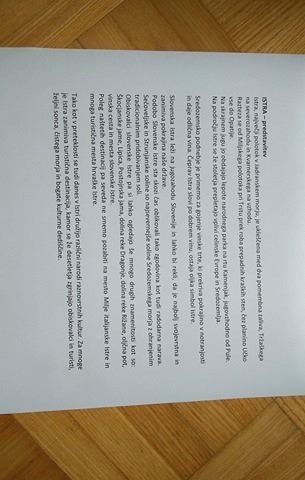 ISTRA – predstavitev
Istra, največji polotok v Jadranskem morju, je ukleščena med dva pomembna zaliva, Tržaškega
na severozahodu in Kvarnerskega na vzhodu.
Razteza se od Miljskega polotoka pri Trstu prek roba prepadnih kraških sten, čez planino Učko
vse do Opatije.
Na skrajnem jugu jo obdajajo lepote narodnega parka na rtu Kamenjak, jugovzhodno od Pule.
Na področju Istre se že stoletja prepletajo vplivi celinske Evrope in Sredozemlja.
Sredozemsko podnebje je primerno za gojenje vinske trte, ki prekriva pokrajino v notranjosti
in daje odlična vina. Čeprav Istra slovi po dobrem vinu, ostaja oljka simbol Istre.
Slovenska Istra leži na jugozahodu Slovenije in lahko bi rekli, da je najbolj svojevrstna in
zanimiva pokrajina naše države.
Podobo Slovenske Istre sta skozi čas oblikovali tako zgodovina kot tudi radodarna narava.
Sečoveljske in Strunjanske soline so najsevernejše soline Sredozemskega morja z ohranjenim
tradicionalnim pridobivanjem soli.
Obiskovalci slovenske Istre pa si lahko ogledajo še mnogo drugih znamenitosti kot so:
Škocjanske jame, Lipica, Postojnska jama, dolina reke Dragonje, dolina reke Rižane, oljčna pot,
vinska cesta in mesta slovenske Istre.
Poleg naštetih destinacij pa seveda ne smemo pozabiti na mesto Milje italijanske Istre in
mnoga turistična mesta hrvaške Istre.
Tako kot v preteklosti se tudi danes v Istri družijo različni narodi raznovrstnih kultur. Za mnoge
je Istra zanimiva turistična destinacija, kamor se že desetletja zgrinjajo obiskovalci in turisti,
željni sonca, čistega morja in bogate kulturne dediščine.